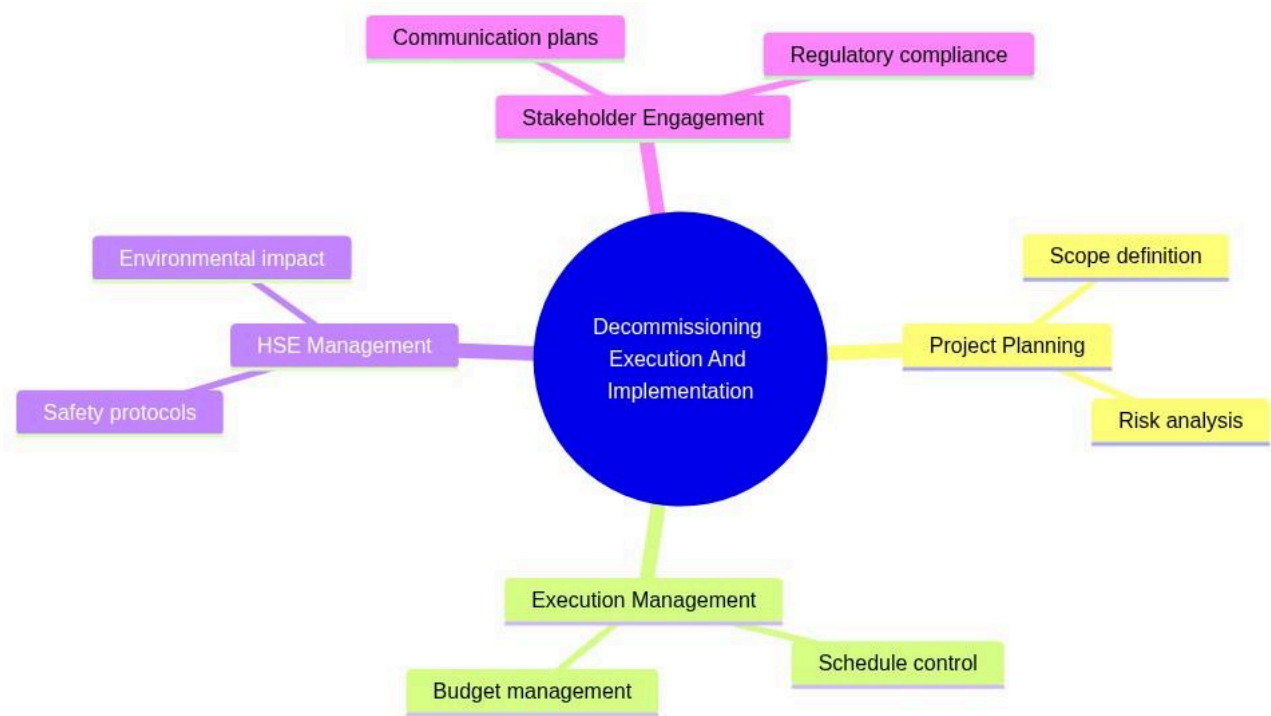 Communication plans
Regulatory compliance
Stakeholder Engagement
Environmental impact
HSE Management
Safety protocols
Decommissioning
Execution And
Implementation
Scope definition
Project Planning
Risk analysis
Execution Management
Schedule control
Budget management